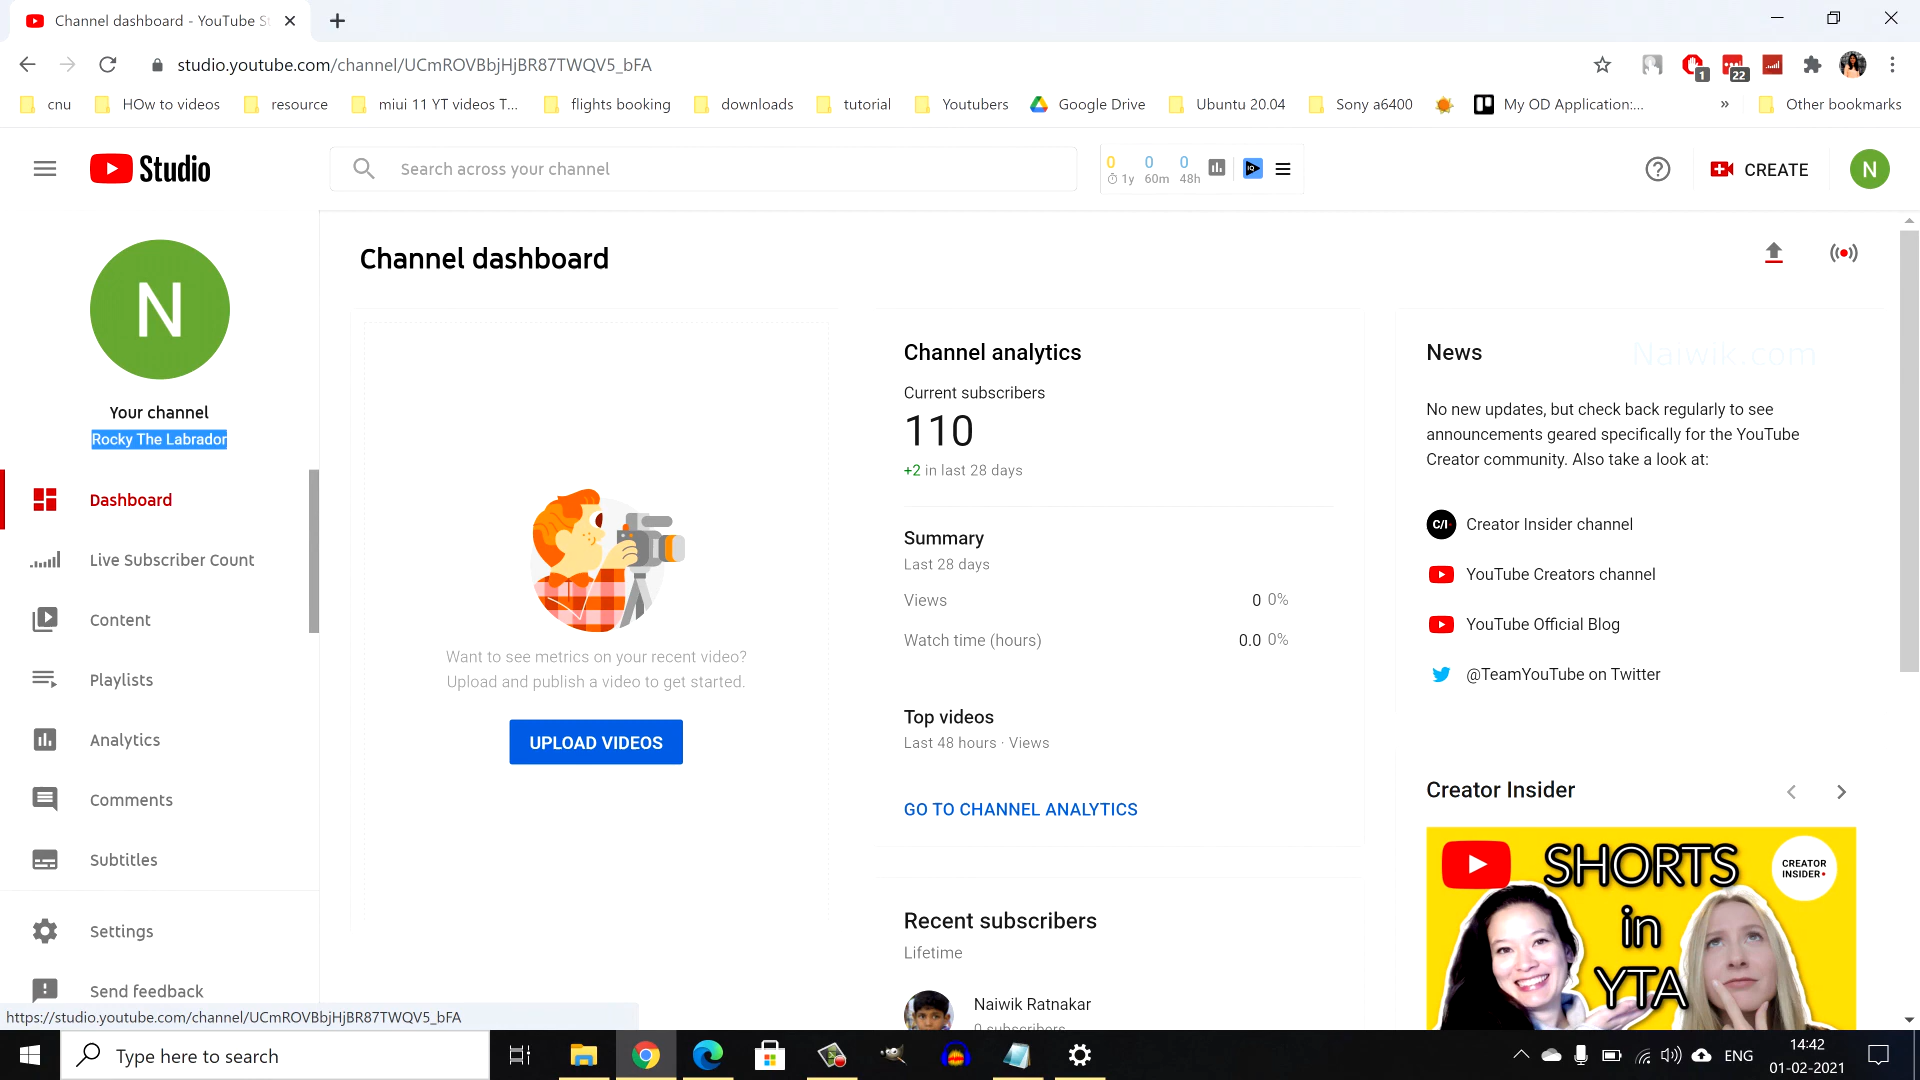 Channel dashboard - YouTube S
studio.youtube.com/channel/UCmROVBbjHjBR87TWQV5_bFA
1
22
cnu
HOw to videos
resource
miui 11 YT videos T...
flights booking
downloads
tutorial
Youtubers
Google Drive
Ubuntu 20.04
Sony a6400
My OD Application:...
»
Other bookmarks
Studio
Search across your channel
0 0 0
1y 60m 48h
IQ
CREATE
N
N
Your channel
Rocky The Labrador
Dashboard
Live Subscriber Count
Content
Playlists
Analytics
Comments
Subtitles
Settings
Send feedback
https://studio.youtube.com/channel/UCmROVBbjHjBR87TWQV5_bFA
Channel dashboard
Want to see metrics on your recent video?
Upload and publish a video to get started.
UPLOAD VIDEOS
Channel analytics
Current subscribers
110
+2 in last 28 days
Summary
Last 28 days
Views 0 0%
Watch time (hours) 0.0 0%
Top videos
Last 48 hours · Views
GO TO CHANNEL ANALYTICS
Recent subscribers
Lifetime
Naiwik Ratnakar
0 subscribers
News
Naiwik.com
No new updates, but check back regularly to see
announcements geared specifically for the YouTube
Creator community. Also take a look at:
C/I
Creator Insider channel
YouTube Creators channel
YouTube Official Blog
@TeamYouTube on Twitter
Creator Insider
SHORTS
in
YTA
CREATOR
INSIDER
Type here to search
ENG
14:42
01-02-2021